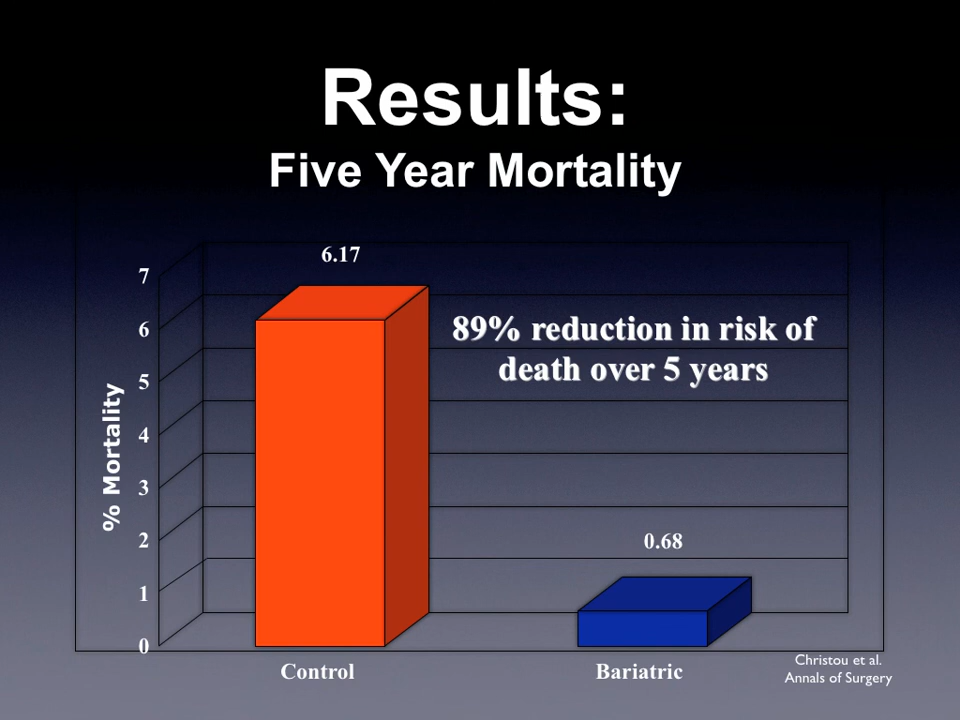 Results:
Five Year Mortality
6.17
7
6
5
4
3
2
1
0
% Mortality
89% reduction in risk of
death over 5 years
0.68
Control
Bariatric
Christou et al.
Annals of Surgery